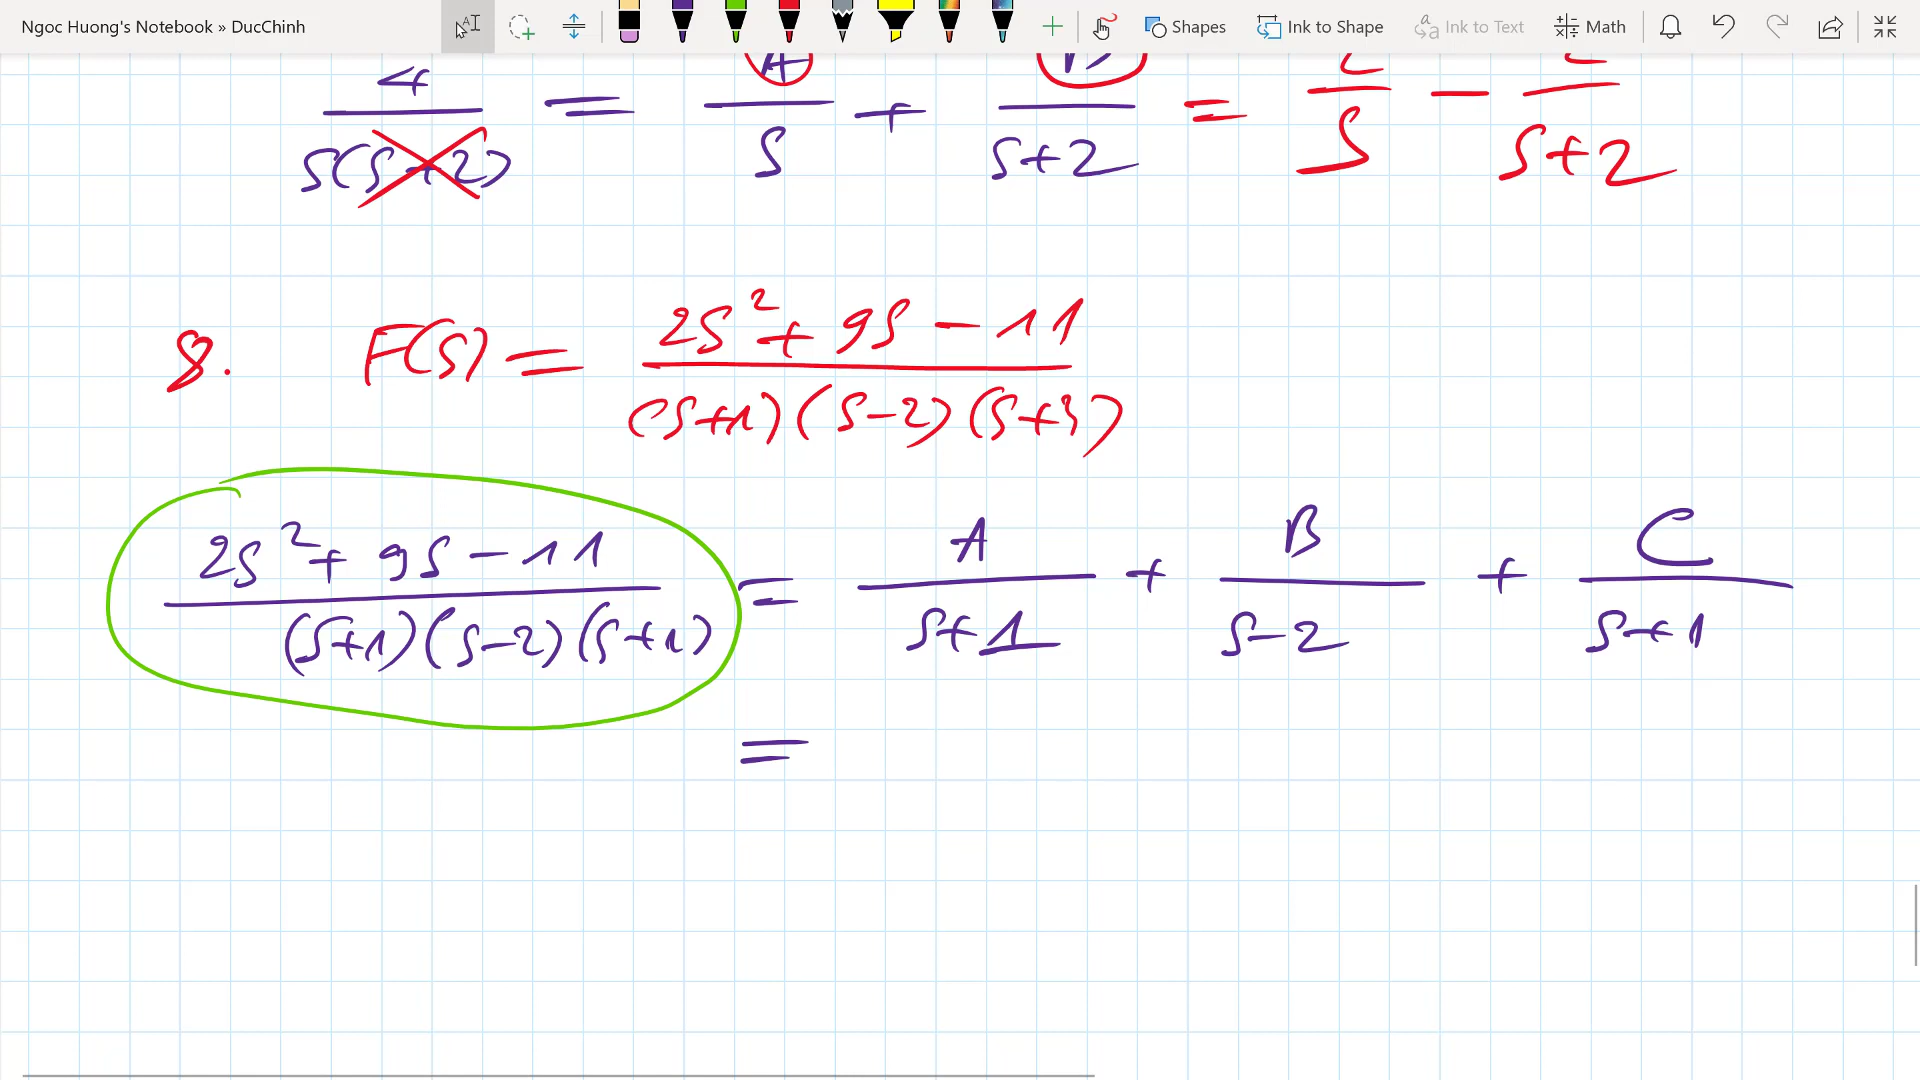 Ngoc Huong's Notebook » DucChinh
Shapes Ink to Shape Ink to Text Math
4/(s(s+2)) = A/s + B/(s+2) = 2/s − 2/(s+2)
8. F(s) = (2s² + 9s − 11)/((s+1)(s−2)(s+3))
(2s² + 9s − 11)/((s+1)(s−2)(s+1)) = A/(s+1) + B/(s−2) + C/(s+1)
=